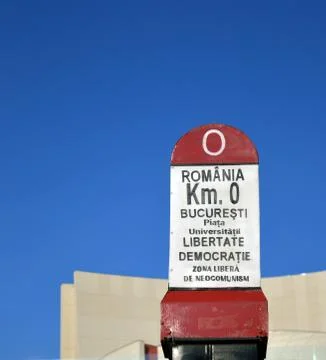 0
ROMÂNIA
Km. 0
BUCUREȘTI
Piața
Universității
LIBERTATE
DEMOCRAȚIE
ZONA LIBERĂ
DE NEOCOMUNISM